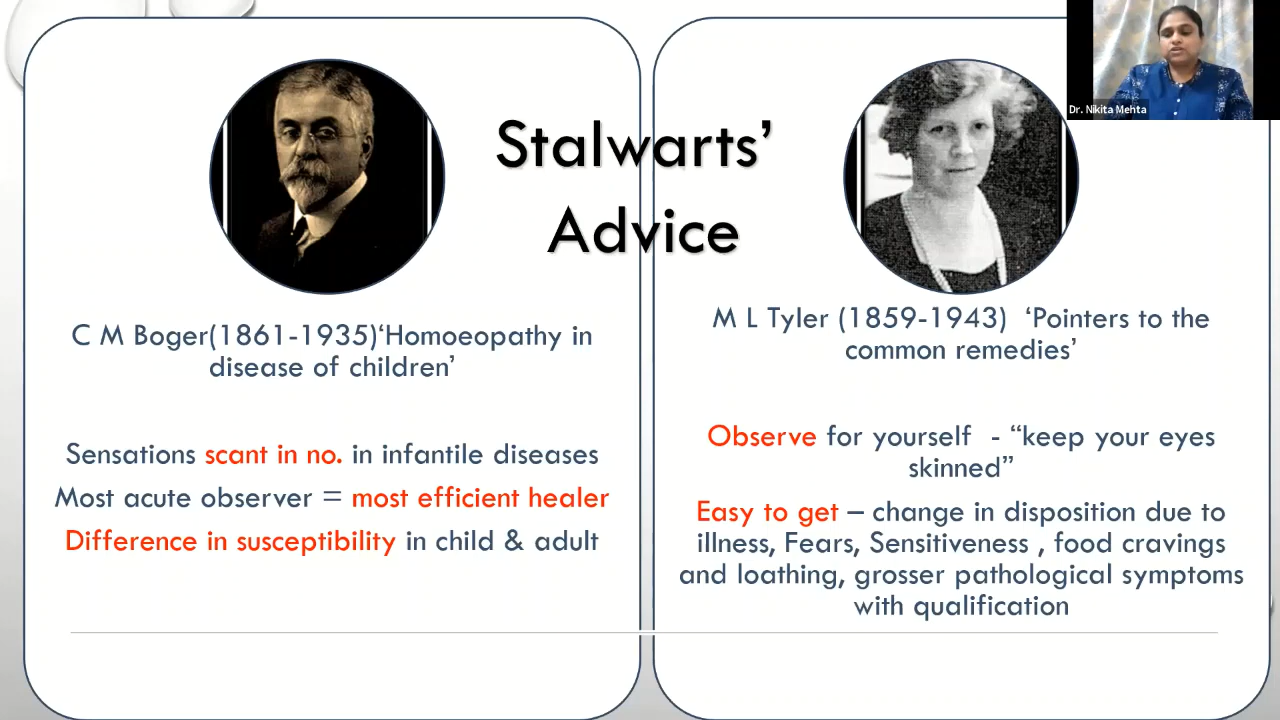 Dr. Nikita Mehta
Stalwarts’
Advice
C M Boger(1861-1935)‘Homoeopathy in
disease of children’
Sensations scant in no. in infantile diseases
Most acute observer = most efficient healer
Difference in susceptibility in child & adult
M L Tyler (1859-1943) ‘Pointers to the
common remedies’
Observe for yourself - “keep your eyes
skinned”
Easy to get – change in disposition due to
illness, Fears, Sensitiveness , food cravings
and loathing, grosser pathological symptoms
with qualification